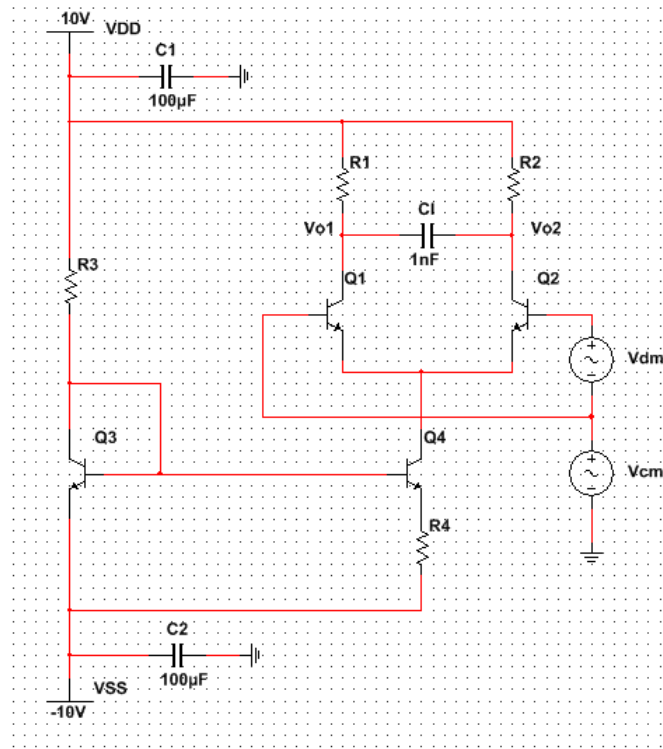 10V
VDD
C1
100µF
R1
R2
Vo1
Cl
Vo2
1nF
R3
Q1
Q2
Vdm
Q3
Q4
Vcm
R4
C2
100µF
VSS
-10V